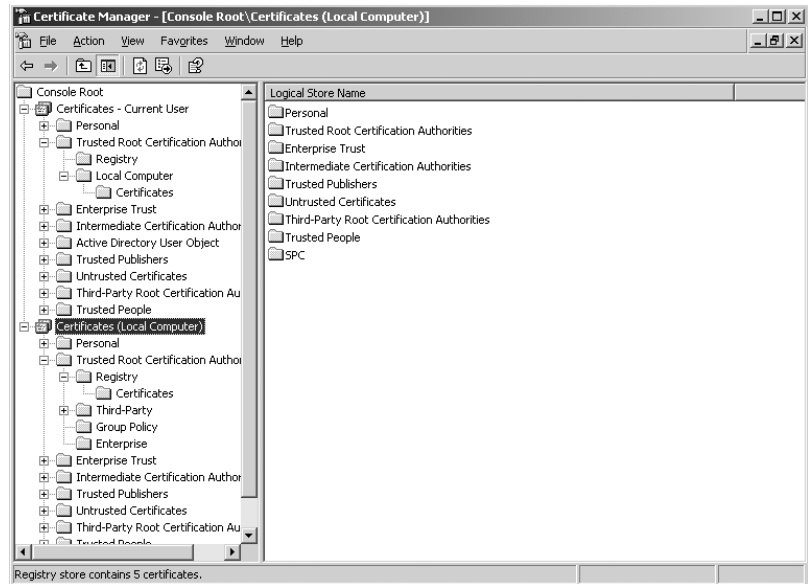 Certificate Manager - [Console Root\Certificates (Local Computer)]
File Action View Favorites Window Help
Console Root
Certificates - Current User
Personal
Trusted Root Certification Author
Registry
Local Computer
Certificates
Enterprise Trust
Intermediate Certification Author
Active Directory User Object
Trusted Publishers
Untrusted Certificates
Third-Party Root Certification Au
Trusted People
Certificates (Local Computer)
Personal
Trusted Root Certification Author
Registry
Certificates
Third-Party
Group Policy
Enterprise
Enterprise Trust
Intermediate Certification Author
Trusted Publishers
Untrusted Certificates
Third-Party Root Certification Au
Trusted People
Logical Store Name
Personal
Trusted Root Certification Authorities
Enterprise Trust
Intermediate Certification Authorities
Trusted Publishers
Untrusted Certificates
Third-Party Root Certification Authorities
Trusted People
SPC
Registry store contains 5 certificates.